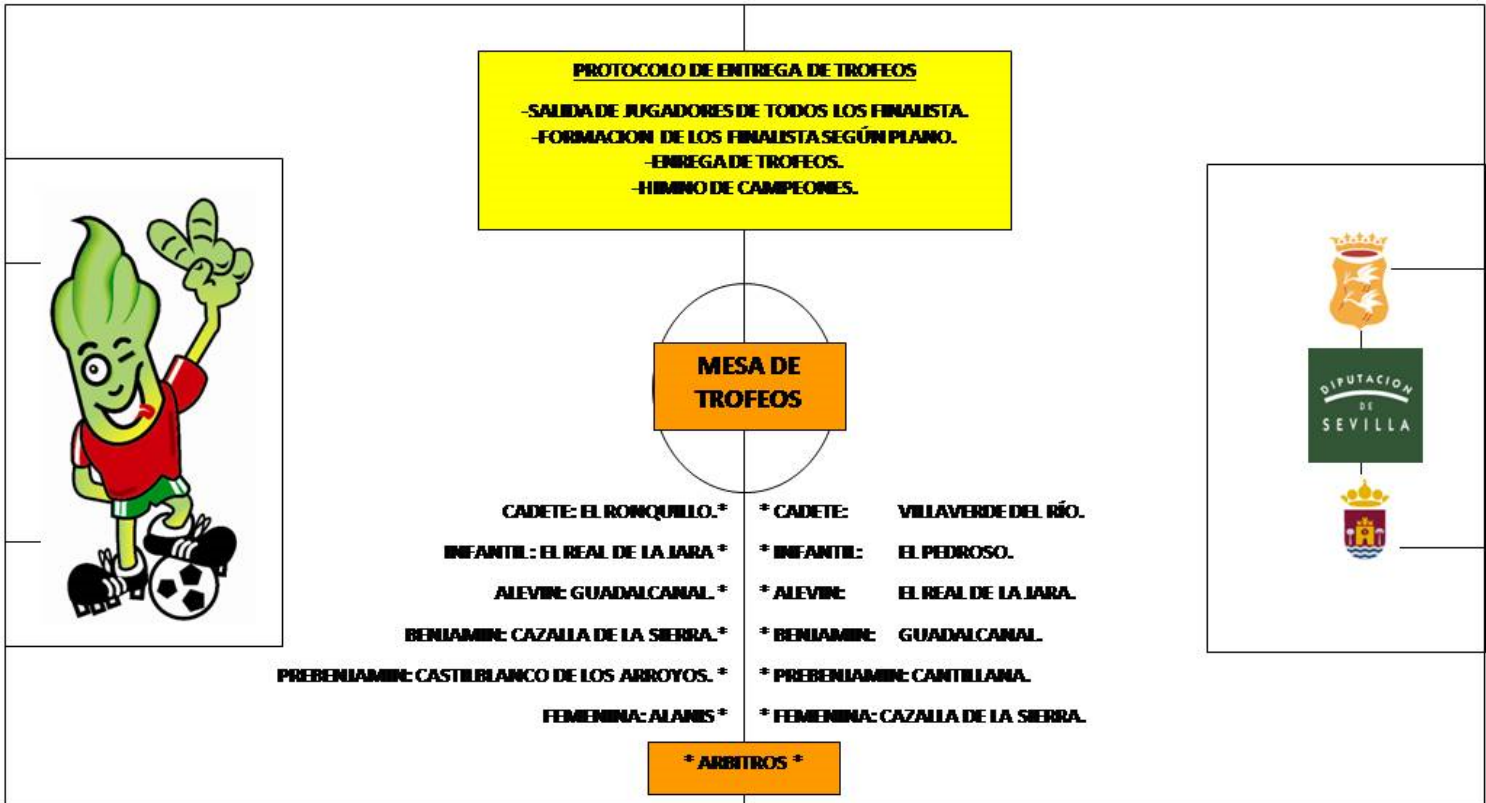 PROTOCOLO DE ENTREGA DE TROFEOS
-SALIDA DE JUGADORES DE TODOS LOS FINALISTA.
-FORMACION DE LOS FINALISTA SEGÚN PLANO.
-ENREGA DE TROFEOS.
-HIMNO DE CAMPEONES.
MESA DE
TROFEOS
DIPUTACION
DE
SEVILLA
CADETE: EL RONQUILLO.* * CADETE: VILLAVERDE DEL RÍO.
INFANTIL: EL REAL DE LA JARA * * INFANTIL: EL PEDROSO.
ALEVIN: GUADALCANAL. * * ALEVIN: EL REAL DE LA JARA.
BENJAMIN: CAZALLA DE LA SIERRA.* * BENJAMIN: GUADALCANAL.
PREBENJAMIN: CASTILBLANCO DE LOS ARROYOS. * * PREBENJAMIN: CANTILLANA.
FEMENINA: ALANIS * * FEMENINA: CAZALLA DE LA SIERRA.
* ARBITROS *